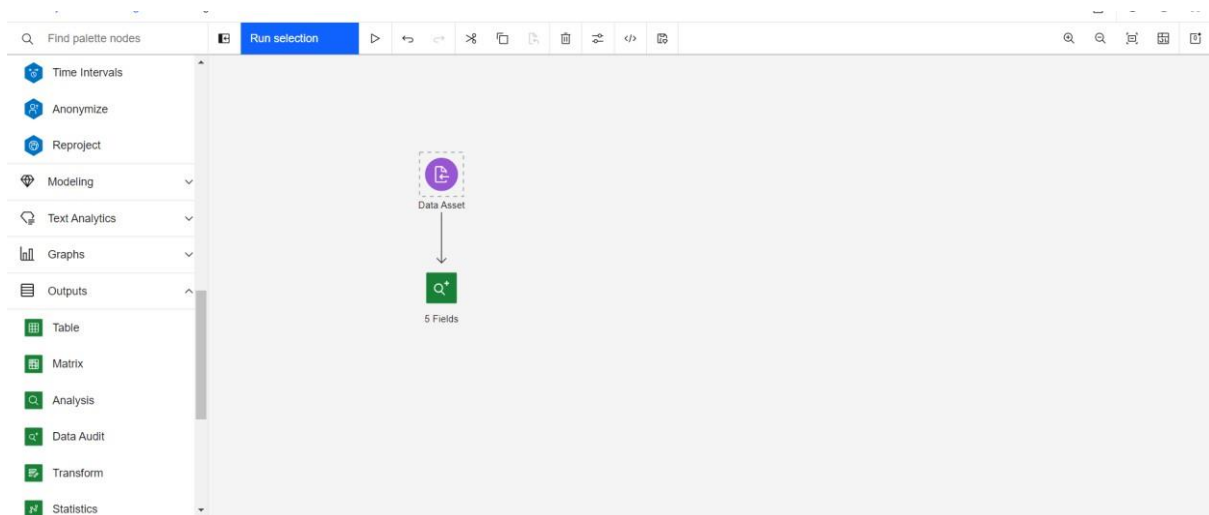 Find palette nodes
Run selection
Time Intervals
Anonymize
Reproject
Modeling
Text Analytics
Graphs
Outputs
Table
Matrix
Analysis
Data Audit
Transform
Statistics
Data Asset
5 Fields